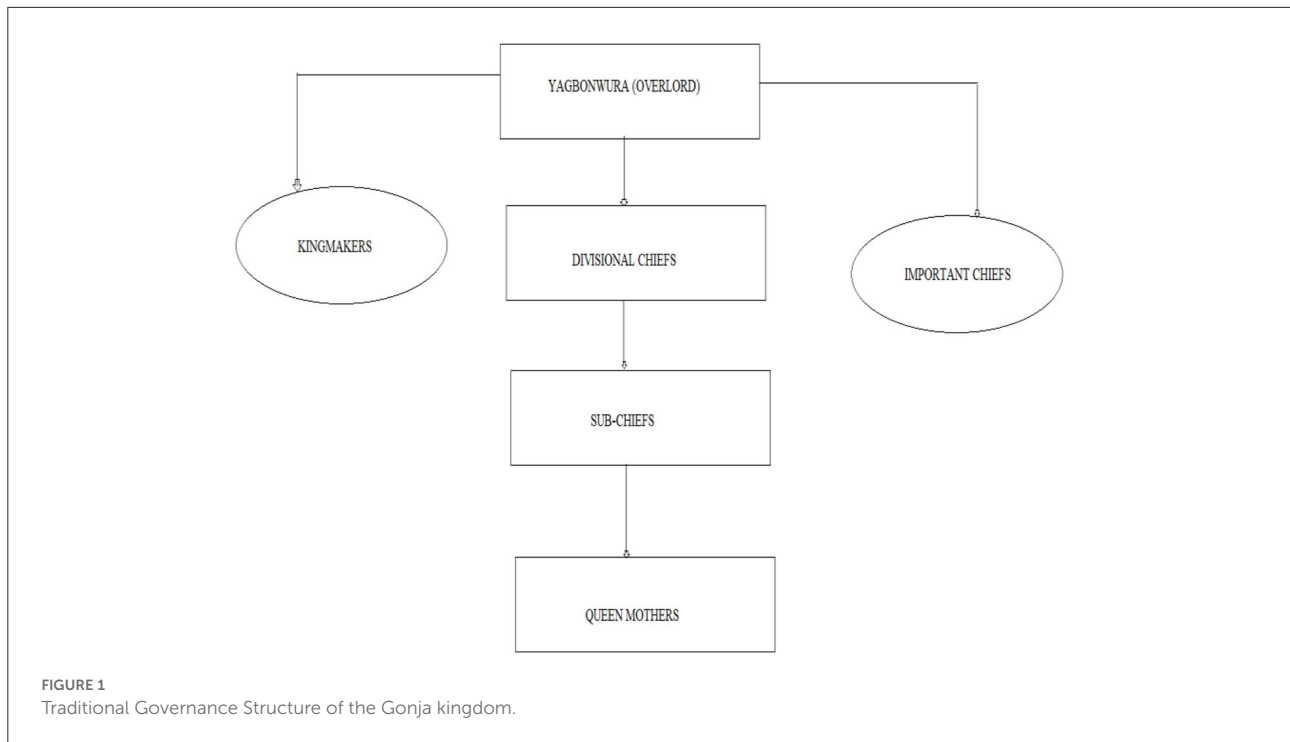 YAGBONWURA (OVERLORD)
KINGMAKERS
DIVISIONAL CHIEFS
IMPORTANT CHIEFS
SUB-CHIEFS
QUEEN MOTHERS
FIGURE 1
Traditional Governance Structure of the Gonja kingdom.